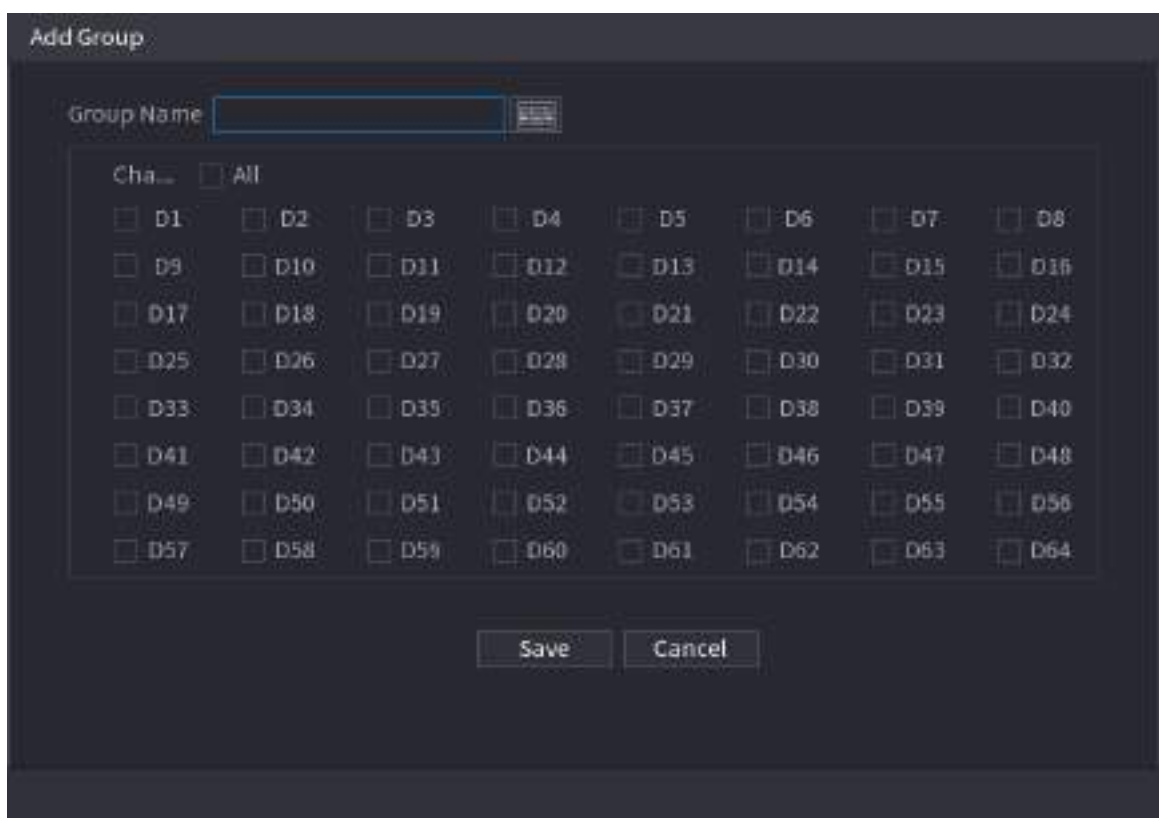 Add Group
Group Name
Cha... All
D1 D2 D3 D4 D5 D6 D7 D8
D9 D10 D11 D12 D13 D14 D15 D16
D17 D18 D19 D20 D21 D22 D23 D24
D25 D26 D27 D28 D29 D30 D31 D32
D33 D34 D35 D36 D37 D38 D39 D40
D41 D42 D43 D44 D45 D46 D47 D48
D49 D50 D51 D52 D53 D54 D55 D56
D57 D58 D59 D60 D61 D62 D63 D64
Save Cancel